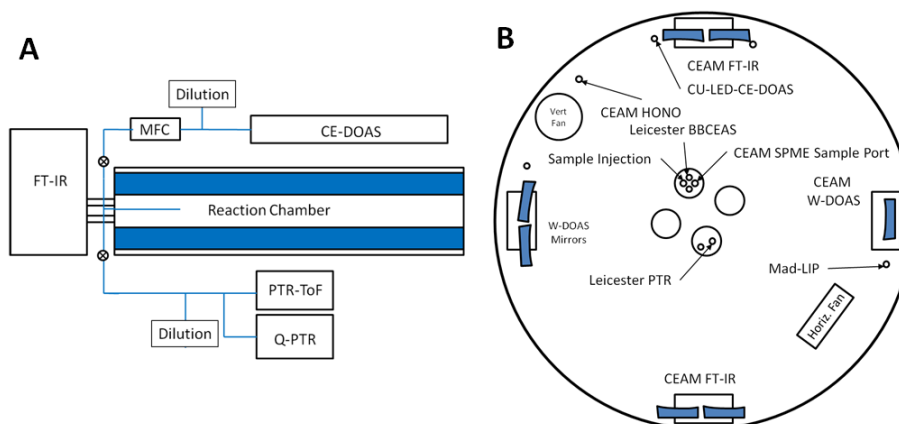 A
Dilution
MFC
CE-DOAS
FT-IR
Reaction Chamber
PTR-ToF
Dilution
Q-PTR
B
CEAM FT-IR
CU-LED-CE-DOAS
Vert
Fan
CEAM HONO
Leicester BBCEAS
Sample Injection
CEAM SPME Sample Port
CEAM
W-DOAS
W-DOAS
Mirrors
Leicester PTR
Mad-LIP
Horiz. Fan
CEAM FT-IR